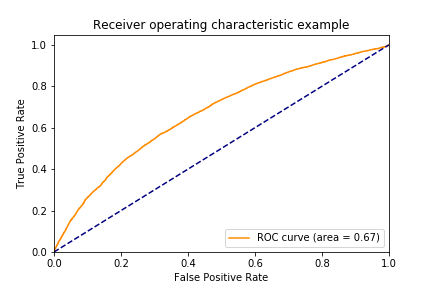 Receiver operating characteristic example
True Positive Rate
1.0
0.8
0.6
0.4
0.2
0.0
ROC curve (area = 0.67)
0.0 0.2 0.4 0.6 0.8 1.0
False Positive Rate